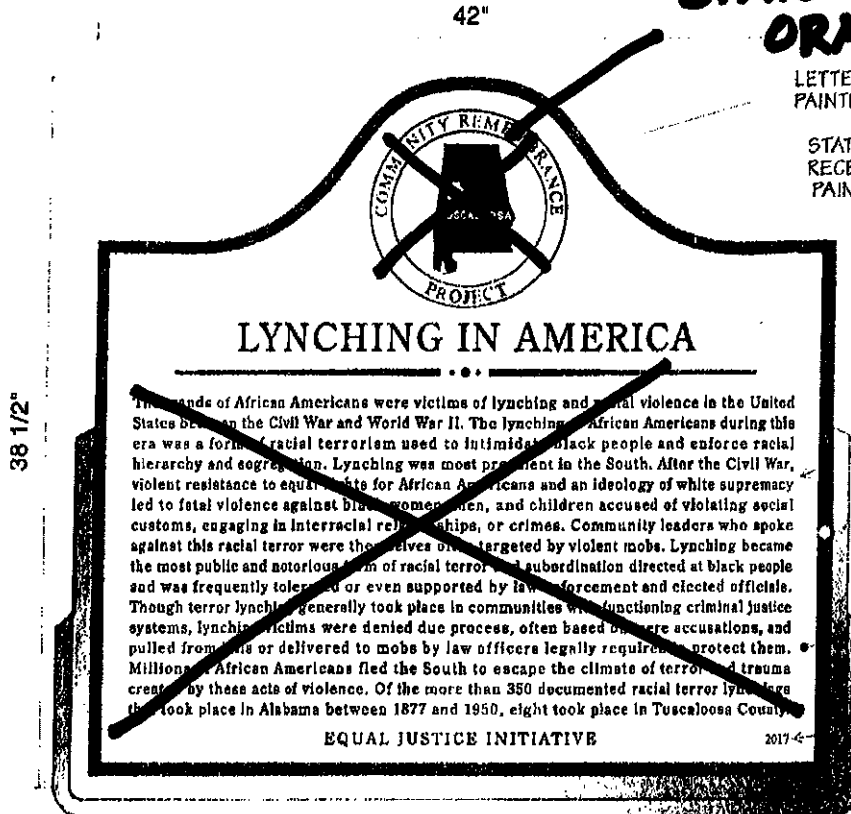 42"
ORA
LETTE
PAINT
STAT
RECE
PAIN
COMMUNITY REMEMBRANCE
TUSCALOOSA
PROJECT
38 1/2"
LYNCHING IN AMERICA
Thousands of African Americans were victims of lynching and racial violence in the United
States between the Civil War and World War II. The lynching of African Americans during this
era was a form of racial terrorism used to intimidate black people and enforce racial
hierarchy and segregation. Lynching was most prominent in the South. After the Civil War,
violent resistance to equal rights for African Americans and an ideology of white supremacy
led to fatal violence against black women, men, and children accused of violating social
customs, engaging in interracial relationships, or crimes. Community leaders who spoke
against this racial terror were themselves often targeted by violent mobs. Lynching became
the most public and notorious form of racial terror and subordination directed at black people
and was frequently tolerated or even supported by law enforcement and elected officials.
Though terror lynching generally took place in communities with functioning criminal justice
systems, lynching victims were denied due process, often based on mere accusations, and
pulled from jails or delivered to mobs by law officers legally required to protect them.
Millions of African Americans fled the South to escape the climate of terror and trauma
created by these acts of violence. Of the more than 350 documented racial terror lynchings
that took place in Alabama between 1877 and 1950, eight took place in Tuscaloosa County.
EQUAL JUSTICE INITIATIVE
2017